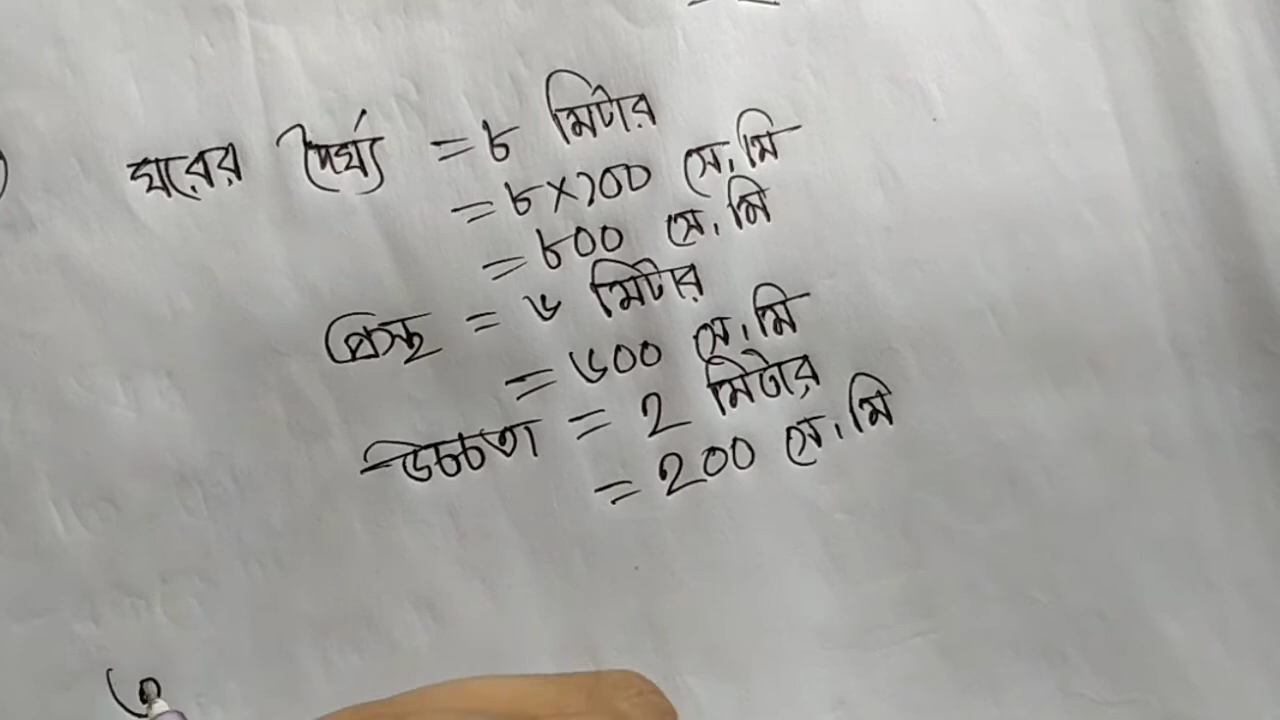 ঘরের দৈর্ঘ্য = ৮ মিটার
= ৮×১০০ সে.মি
= ৮০০ সে.মি
প্রস্থ = ৬ মিটার
= ৬০০ সে.মি
উচ্চতা = 2 মিটার
= 200 সে.মি